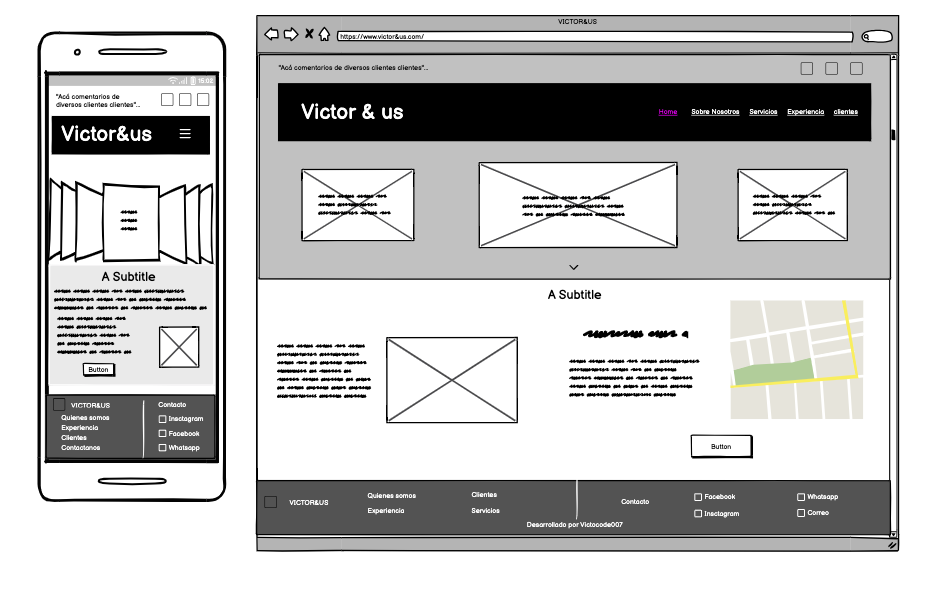 15:02
"Acá comentarios de
diversos clientes clientes"...
Victor&us
A Subtitle
Button
VICTOR&US
Quienes somos
Experiencia
Clientes
Contactanos
Contacto
Insctagram
Facebook
Whatsapp
VICTOR&US
https://www.victor&us.com/
"Acá comentarios de diversos clientes clientes"...
Victor & us
Home Sobre Nosotros Servicios Experiencia clientes
A Subtitle
Button
VICTOR&US
Quienes somos
Experiencia
Clientes
Servicios
Contacto
Facebook
Insctagram
Whatsapp
Correo
Desarrollado por Victocode007